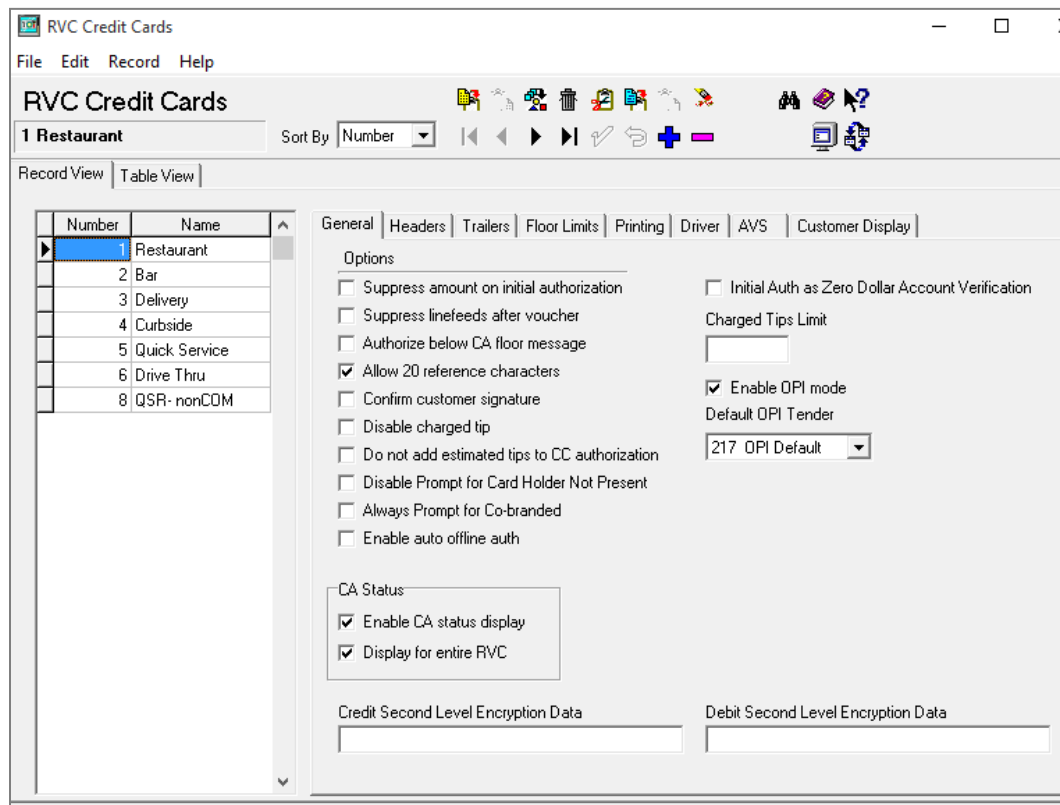 RVC Credit Cards
File Edit Record Help
RVC Credit Cards
1 Restaurant
Sort By Number
Record View Table View
Number Name
1 Restaurant
2 Bar
3 Delivery
4 Curbside
5 Quick Service
6 Drive Thru
8 QSR- nonCOM
General Headers Trailers Floor Limits Printing Driver AVS Customer Display
Options
Suppress amount on initial authorization
Suppress linefeeds after voucher
Authorize below CA floor message
Allow 20 reference characters
Confirm customer signature
Disable charged tip
Do not add estimated tips to CC authorization
Disable Prompt for Card Holder Not Present
Always Prompt for Co-branded
Enable auto offline auth
Initial Auth as Zero Dollar Account Verification
Charged Tips Limit
Enable OPI mode
Default OPI Tender
217 OPI Default
CA Status
Enable CA status display
Display for entire RVC
Credit Second Level Encryption Data
Debit Second Level Encryption Data